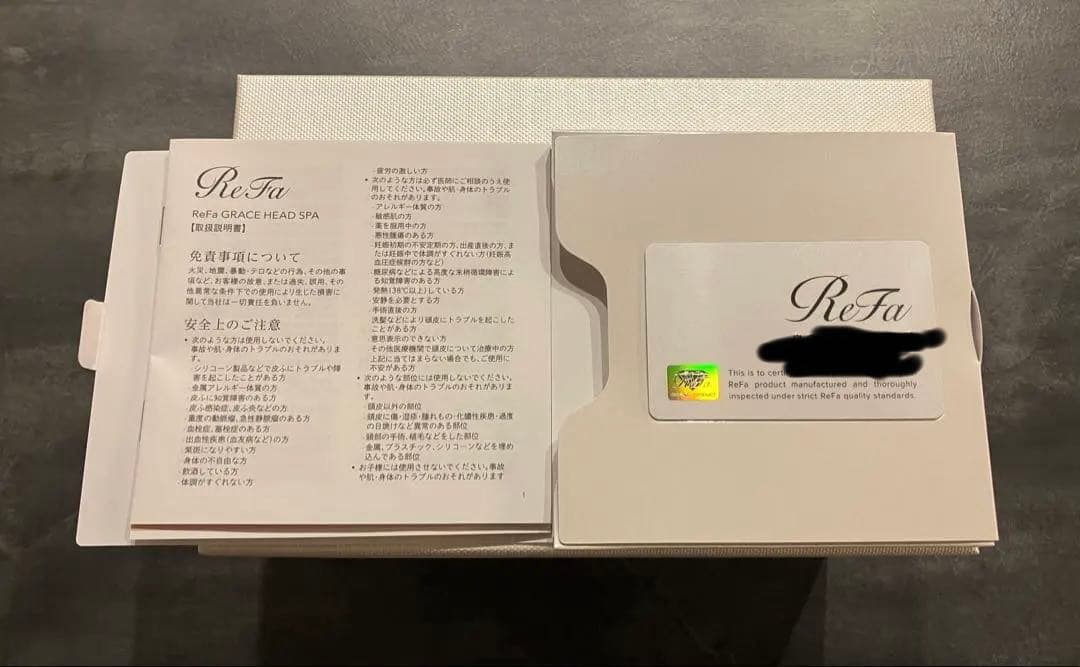 ReFa
ReFa GRACE HEAD SPA
【取扱説明書】
免責事項について
火災、地震、暴動・テロなどの行為、その他の事
項など、お客様の故意、または過失、誤用、その
他異常な条件下での使用により生じた損害に
関して当社は一切責任を負いません。
安全上のご注意
• 次のような方は使用しないでください。
事故や肌・身体のトラブルのおそれがありま
す。
・シリコーン製品などで皮ふにトラブルや障
害を起こしたことがある方
・金属アレルギー体質の方
・皮ふに知覚障害のある方
・皮ふ感染症、皮ふ炎などの方
・重度の動脈瘤、急性静脈瘤のある方
・血栓症、塞栓症のある方
・出血性疾患(血友病など)の方
・紫斑になりやすい方
・身体の不自由な方
・飲酒している方
・体調がすぐれない方
・疲労の激しい方
• 次のような方は必ず医師にご相談のうえ使
用してください。事故や肌・身体のトラブル
のおそれがあります。
・アレルギー体質の方
・敏感肌の方
・薬を服用中の方
・悪性腫瘍のある方
・妊娠初期の不安定期の方、出産直後の方、ま
たは妊娠中で体調がすぐれない方(妊娠高
血圧症候群の方など)
・糖尿病などによる高度な末梢循環障害によ
る知覚障害のある方
・発熱(38℃以上)している方
・安静を必要とする方
・手術直後の方
・洗髪などにより頭皮にトラブルを起こした
ことがある方
・意思表示のできない方
・その他医療機関で頭皮について治療中の方
・上記に当てはまらない場合でも、ご使用に
不安がある方
• 次のような部位には使用しないでください。
事故や肌・身体のトラブルのおそれがありま
す。
・頭皮以外の部位
・頭皮に傷・湿疹・腫れもの・化膿性疾患・過度
の日焼けなど異常のある部位
・頭部の手術、植毛などをした部位
・金属、プラスチック、シリコーンなどを埋め
込んである部位
• お子様には使用させないでください。事故
や肌・身体のトラブルのおそれがあります
1
ReFa
This is to cert
ReFa product manufactured and thoroughly
inspected under strict ReFa quality standards.